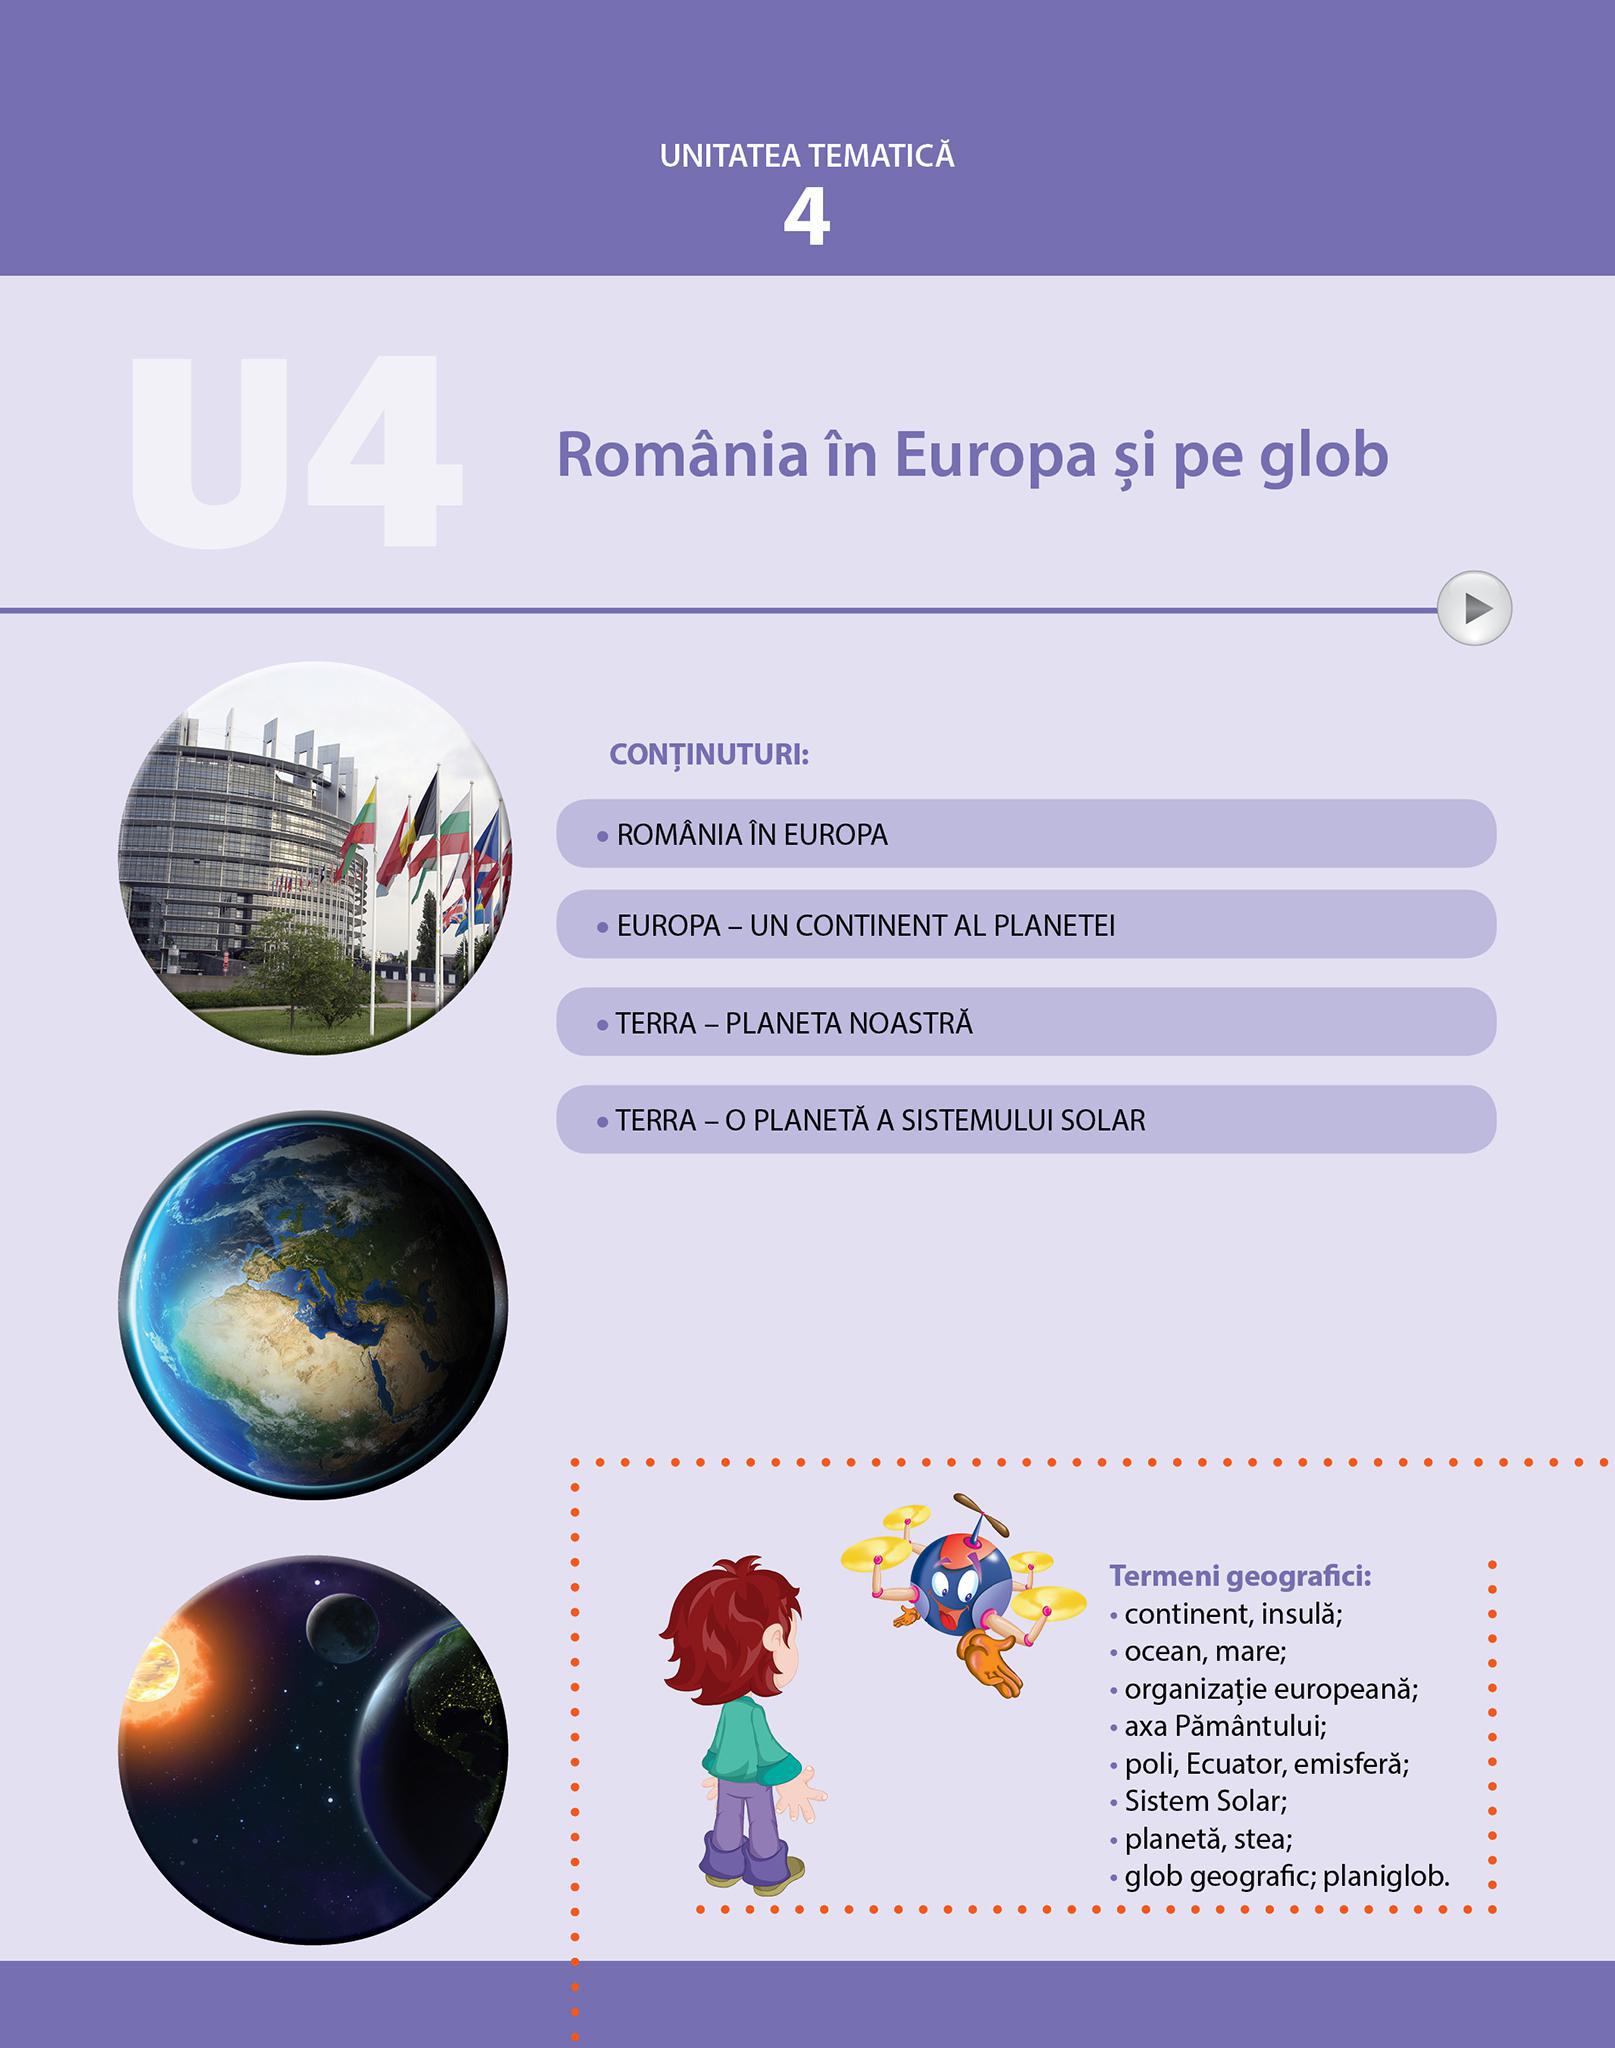 UNITATEA TEMATICĂ
4
U4
România în Europa și pe glob
CONȚINUTURI:
• ROMÂNIA ÎN EUROPA
• EUROPA – UN CONTINENT AL PLANETEI
• TERRA – PLANETA NOASTRĂ
• TERRA – O PLANETĂ A SISTEMULUI SOLAR
Termeni geografici:
• continent, insulă;
• ocean, mare;
• organizație europeană;
• axa Pământului;
• poli, Ecuator, emisferă;
• Sistem Solar;
• planetă, stea;
• glob geografic; planiglob.